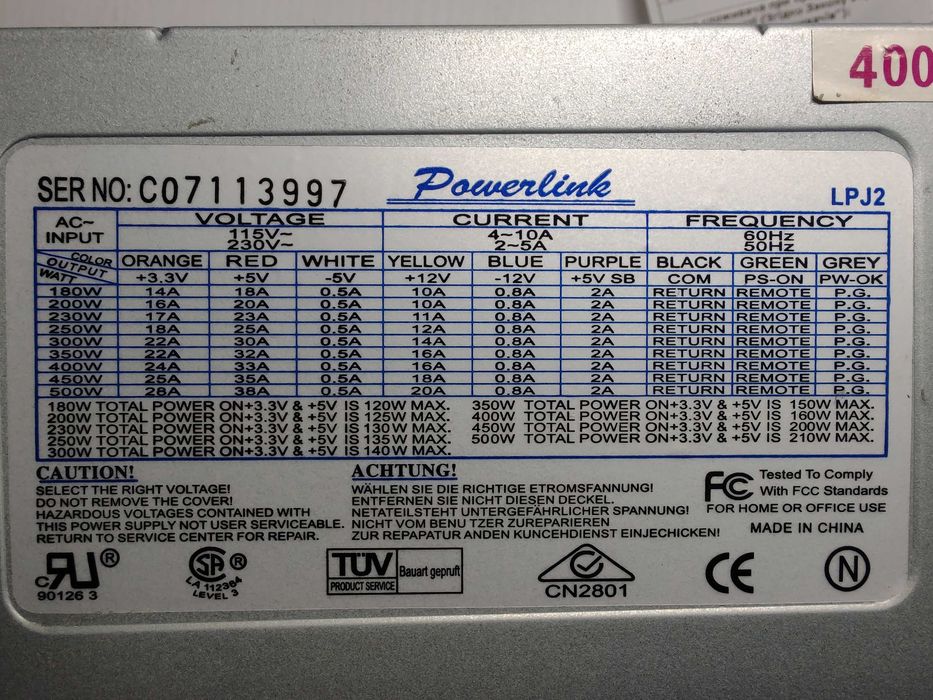 400
SER NO: C07113997
Powerlink
LPJ2
AC~ INPUT VOLTAGE CURRENT FREQUENCY
115V~ 4~10A 60Hz
230V~ 2~5A 50Hz
COLOR ORANGE RED WHITE YELLOW BLUE PURPLE BLACK GREEN GREY
OUTPUT WATT +3.3V +5V -5V +12V -12V +5V SB COM PS-ON PW-OK
180W 14A 18A 0.5A 10A 0.8A 2A RETURN REMOTE P.G.
200W 16A 20A 0.5A 10A 0.8A 2A RETURN REMOTE P.G.
230W 17A 23A 0.5A 11A 0.8A 2A RETURN REMOTE P.G.
250W 18A 25A 0.5A 12A 0.8A 2A RETURN REMOTE P.G.
300W 22A 30A 0.5A 14A 0.8A 2A RETURN REMOTE P.G.
350W 22A 32A 0.5A 16A 0.8A 2A RETURN REMOTE P.G.
400W 24A 33A 0.5A 16A 0.8A 2A RETURN REMOTE P.G.
450W 25A 35A 0.5A 18A 0.8A 2A RETURN REMOTE P.G.
500W 28A 38A 0.5A 20A 0.8A 2A RETURN REMOTE P.G.
180W TOTAL POWER ON+3.3V & +5V IS 120W MAX.
200W TOTAL POWER ON+3.3V & +5V IS 125W MAX.
230W TOTAL POWER ON+3.3V & +5V IS 130W MAX.
250W TOTAL POWER ON+3.3V & +5V IS 135W MAX.
300W TOTAL POWER ON+3.3V & +5V IS 140W MAX.
350W TOTAL POWER ON+3.3V & +5V IS 150W MAX.
400W TOTAL POWER ON+3.3V & +5V IS 160W MAX.
450W TOTAL POWER ON+3.3V & +5V IS 200W MAX.
500W TOTAL POWER ON+3.3V & +5V IS 210W MAX.
CAUTION!
SELECT THE RIGHT VOLTAGE!
DO NOT REMOVE THE COVER!
HAZARDOUS VOLTAGES CONTAINED WITH
THIS POWER SUPPLY NOT USER SERVICEABLE.
RETURN TO SERVICE CENTER FOR REPAIR.
ACHTUNG!
WÄHLEN SIE DIE RICHTIGE ETROMSFANNUNG!
ENTFERNEN SIE NICHT DIESEN DECKEL.
NETATEILSTEHT UNTERGEFÄHRLICHER SPANNUNG!
NICHT VOM BENU TZER ZUREPARIEREN
ZUR REPAPATUR ANDEN KUNCEHDIENST EINJECHICKEN!
FC Tested To Comply
With FCC Standards
FOR HOME OR OFFICE USE
MADE IN CHINA
c RU ®
90126 3
SA ®
LA 112384
LEVEL 3
TÜV
PRODUCT SERVICE
Bauart gepruft
CN2801
CE
N